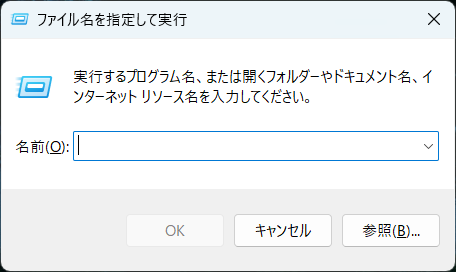 ファイル名を指定して実行
実行するプログラム名、または開くフォルダーやドキュメント名、イ
ンターネット リソース名を入力してください。
名前(O):
OK キャンセル 参照(B)...